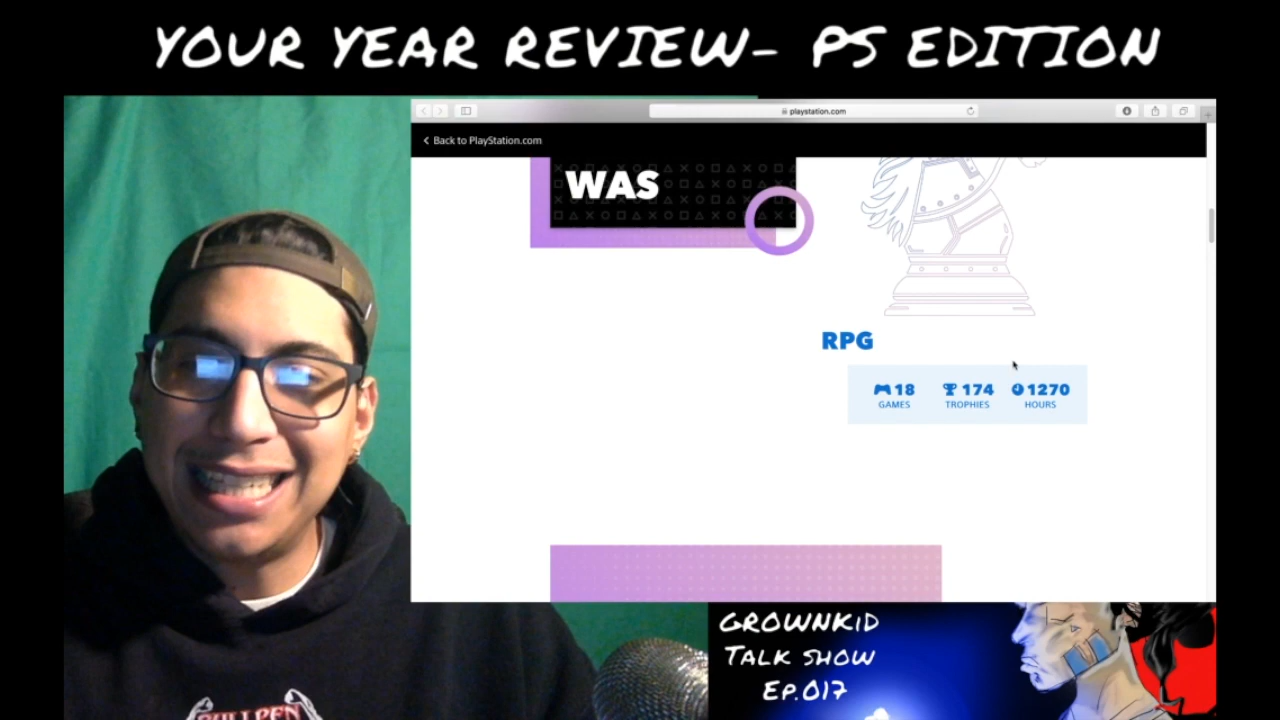 YOUR YEAR REVIEW- PS EDITION
playstation.com
Back to PlayStation.com
WAS
RPG
18 174 1270
GAMES TROPHIES HOURS
GROWNKID
TALK SHOW
EP.017
BULLPEN